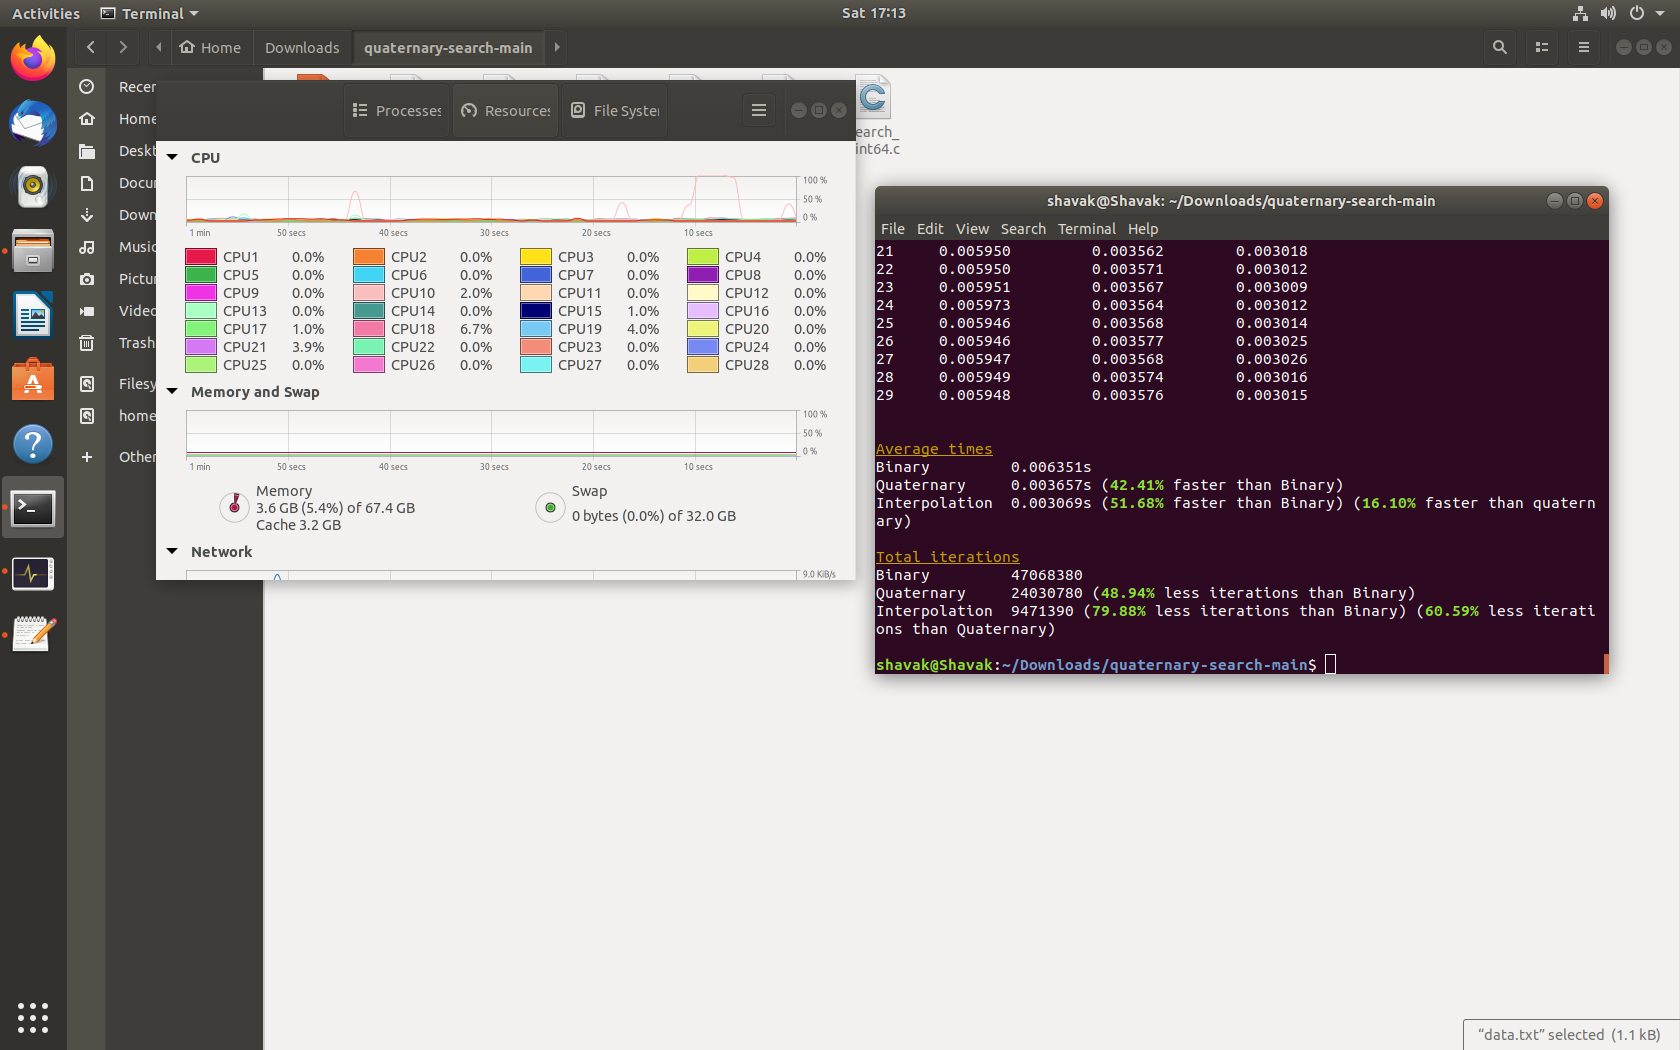 Activities
Terminal
Sat 17:13
Home
Downloads
quaternary-search-main
Recen
Home
Deskt
Docum
Down
Music
Pictur
Videos
Trash
Filesy
home
Other
Processes
Resources
File System
earch_
int64.c
CPU
100 %
50 %
0 %
1 min 50 secs 40 secs 30 secs 20 secs 10 secs
CPU1 0.0% CPU2 0.0% CPU3 0.0% CPU4 0.0%
CPU5 0.0% CPU6 0.0% CPU7 0.0% CPU8 0.0%
CPU9 0.0% CPU10 2.0% CPU11 0.0% CPU12 0.0%
CPU13 0.0% CPU14 0.0% CPU15 1.0% CPU16 0.0%
CPU17 1.0% CPU18 6.7% CPU19 4.0% CPU20 0.0%
CPU21 3.9% CPU22 0.0% CPU23 0.0% CPU24 0.0%
CPU25 0.0% CPU26 0.0% CPU27 0.0% CPU28 0.0%
Memory and Swap
100 %
50 %
0 %
1 min 50 secs 40 secs 30 secs 20 secs 10 secs
Memory
3.6 GB (5.4%) of 67.4 GB
Cache 3.2 GB
Swap
0 bytes (0.0%) of 32.0 GB
Network
9.0 KiB/s
shavak@Shavak: ~/Downloads/quaternary-search-main
File Edit View Search Terminal Help
21 0.005950 0.003562 0.003018
22 0.005950 0.003571 0.003012
23 0.005951 0.003567 0.003009
24 0.005973 0.003564 0.003012
25 0.005946 0.003568 0.003014
26 0.005946 0.003577 0.003025
27 0.005947 0.003568 0.003026
28 0.005949 0.003574 0.003016
29 0.005948 0.003576 0.003015
Average times
Binary 0.006351s
Quaternary 0.003657s (42.41% faster than Binary)
Interpolation 0.003069s (51.68% faster than Binary) (16.10% faster than quatern
ary)
Total iterations
Binary 47068380
Quaternary 24030780 (48.94% less iterations than Binary)
Interpolation 9471390 (79.88% less iterations than Binary) (60.59% less iterati
ons than Quaternary)
shavak@Shavak:~/Downloads/quaternary-search-main$
“data.txt” selected (1.1 kB)